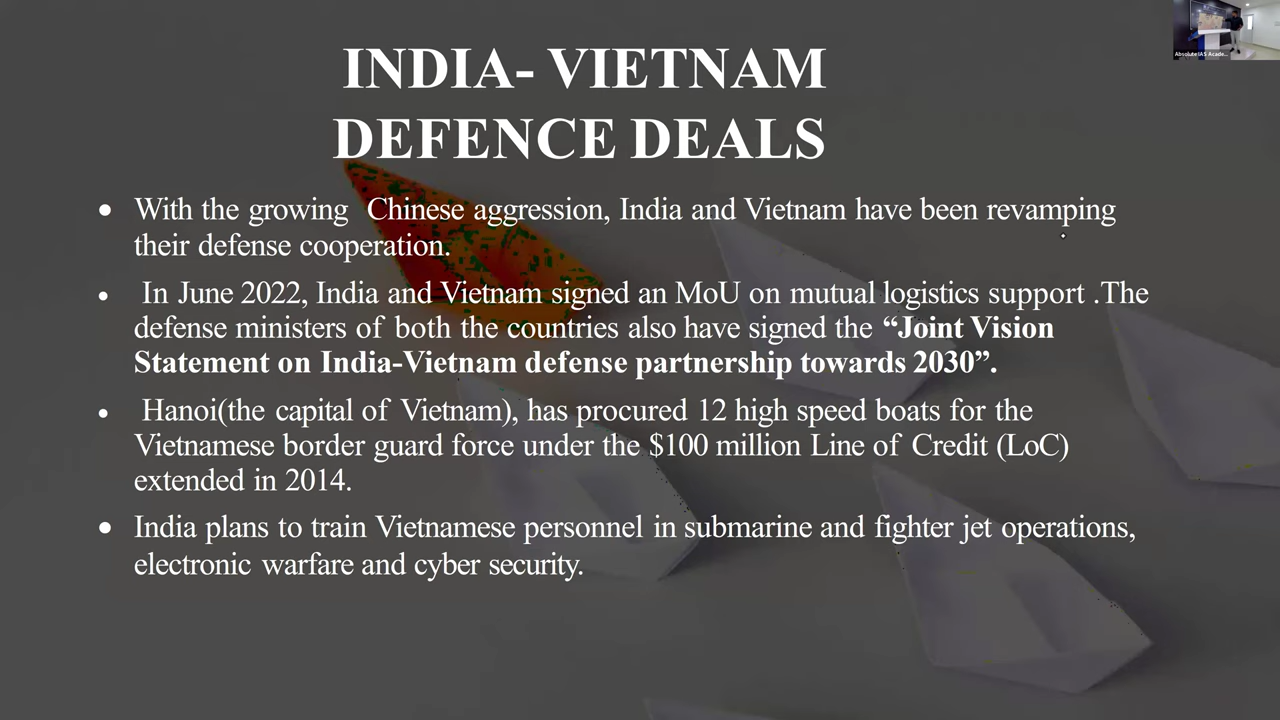 Absolute IAS Acade...
INDIA- VIETNAM
DEFENCE DEALS
• With the growing Chinese aggression, India and Vietnam have been revamping
their defense cooperation.
• In June 2022, India and Vietnam signed an MoU on mutual logistics support .The
defense ministers of both the countries also have signed the “Joint Vision
Statement on India-Vietnam defense partnership towards 2030”.
• Hanoi(the capital of Vietnam), has procured 12 high speed boats for the
Vietnamese border guard force under the $100 million Line of Credit (LoC)
extended in 2014.
• India plans to train Vietnamese personnel in submarine and fighter jet operations,
electronic warfare and cyber security.